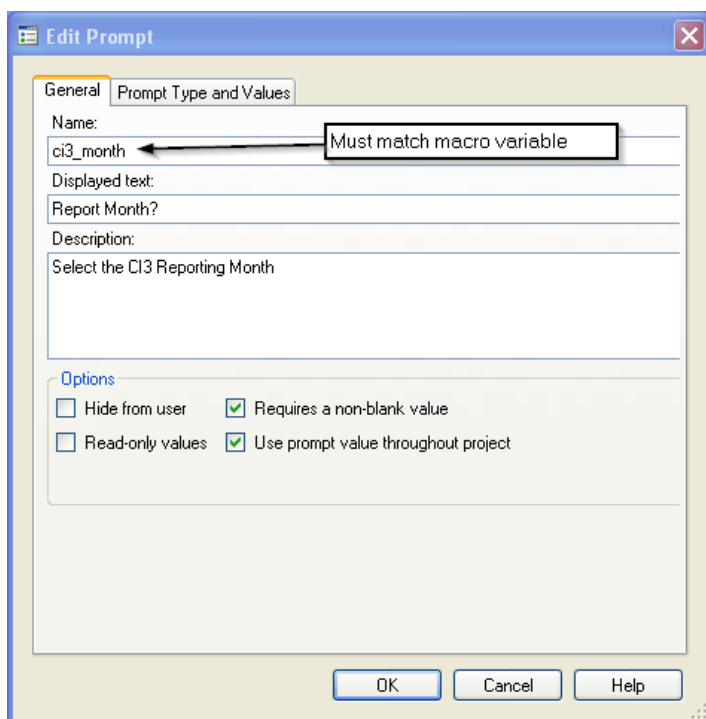 Edit Prompt
General Prompt Type and Values
Name:
ci3_month
Must match macro variable
Displayed text:
Report Month?
Description:
Select the CI3 Reporting Month
Options
Hide from user Requires a non-blank value
Read-only values Use prompt value throughout project
OK Cancel Help